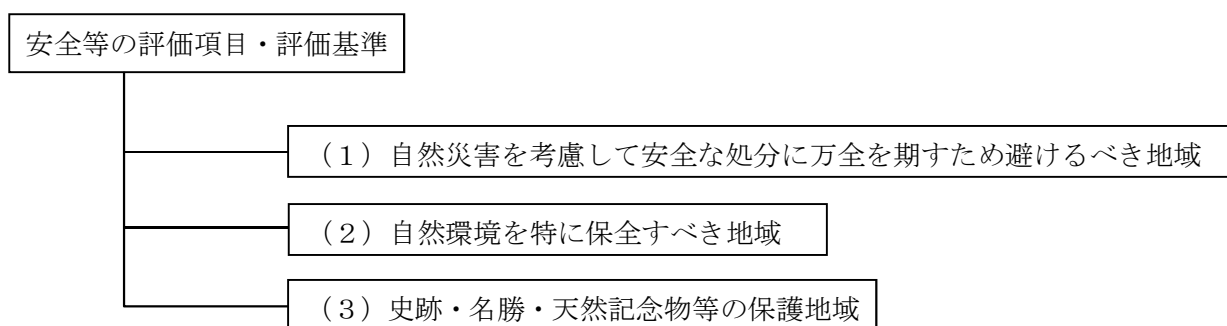 安全等の評価項目・評価基準
（１）自然災害を考慮して安全な処分に万全を期すため避けるべき地域
（２）自然環境を特に保全すべき地域
（３）史跡・名勝・天然記念物等の保護地域